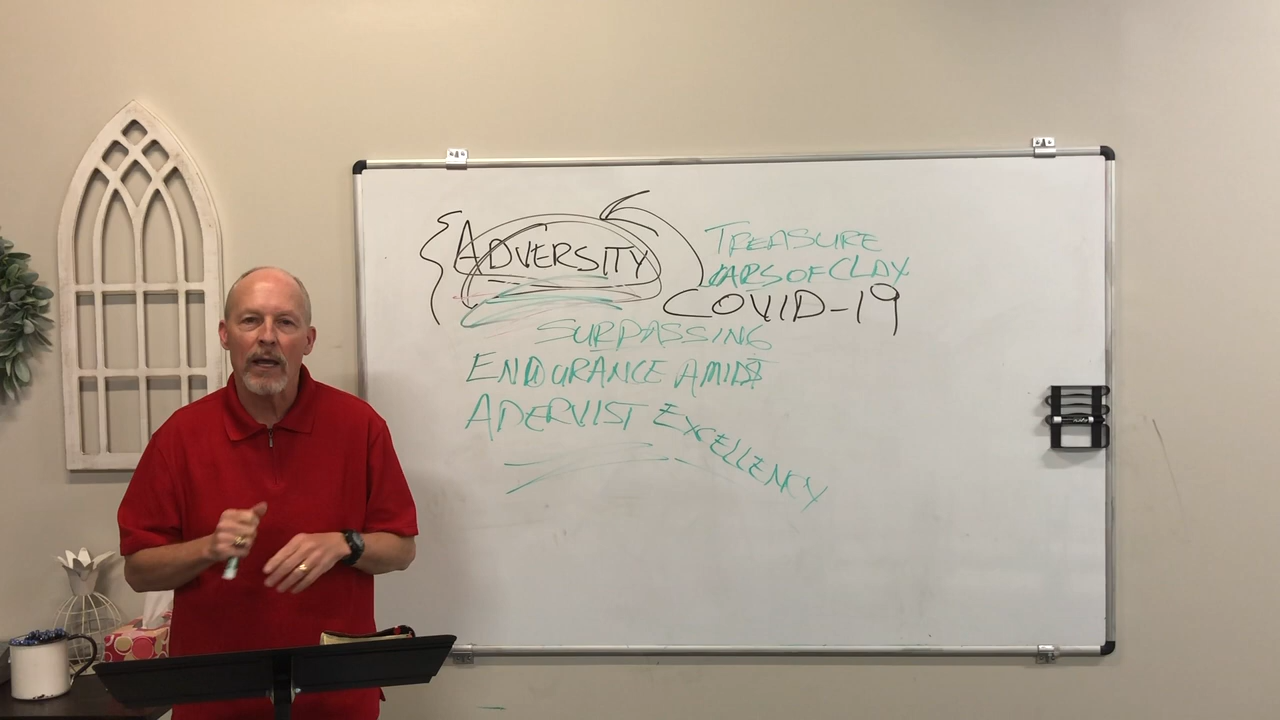 ADVERSITY
TREASURE
JARS OF CLAY
COVID-19
SURPASSING
ENDURANCE AMIDST
ADERVIST EXCELLENCY